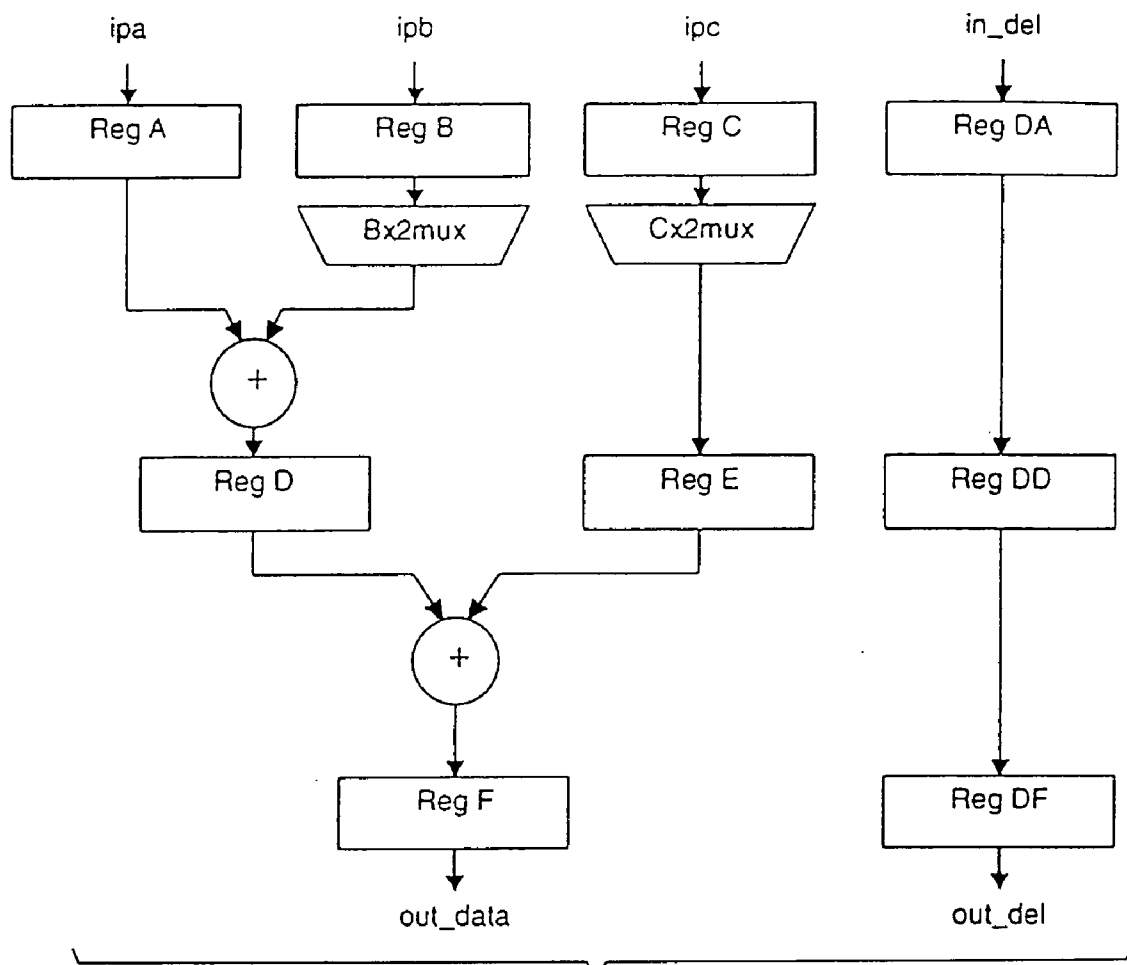 ipa ipb ipc in_del
Reg A Reg B Reg C Reg DA
Bx2mux Cx2mux
+
Reg D Reg E Reg DD
+
Reg F Reg DF
out_data out_del